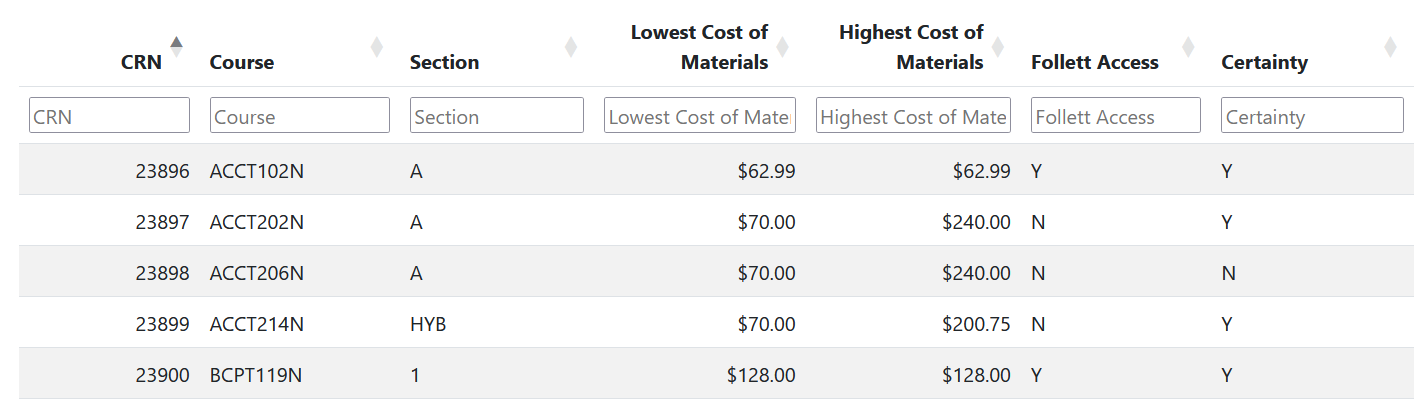 CRN Course Section Lowest Cost of Materials Highest Cost of Materials Follett Access Certainty
CRN Course Section Lowest Cost of Mater Highest Cost of Mate Follett Access Certainty
23896 ACCT102N A $62.99 $62.99 Y Y
23897 ACCT202N A $70.00 $240.00 N Y
23898 ACCT206N A $70.00 $240.00 N N
23899 ACCT214N HYB $70.00 $200.75 N Y
23900 BCPT119N 1 $128.00 $128.00 Y Y